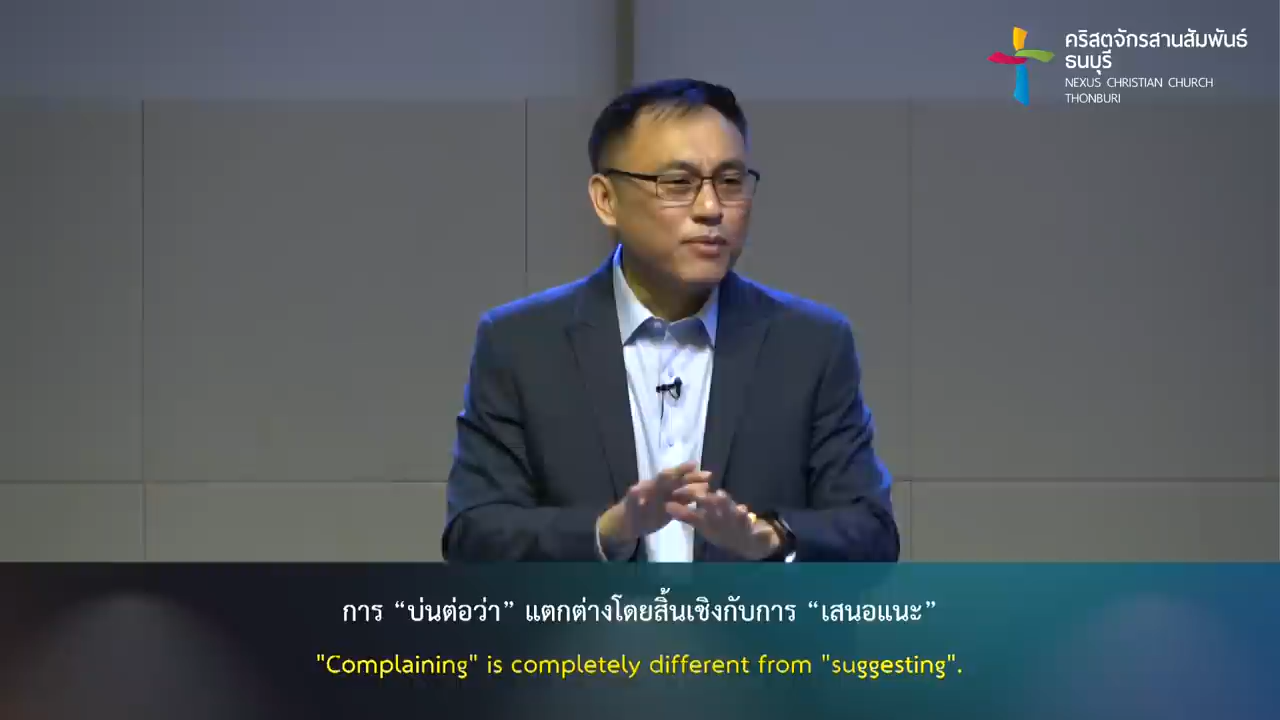 คริสตจักรสานสัมพันธ์
ธนบุรี
NEXUS CHRISTIAN CHURCH
THONBURI
การ “บ่นต่อว่า” แตกต่างโดยสิ้นเชิงกับการ “เสนอแนะ”
"Complaining" is completely different from "suggesting".